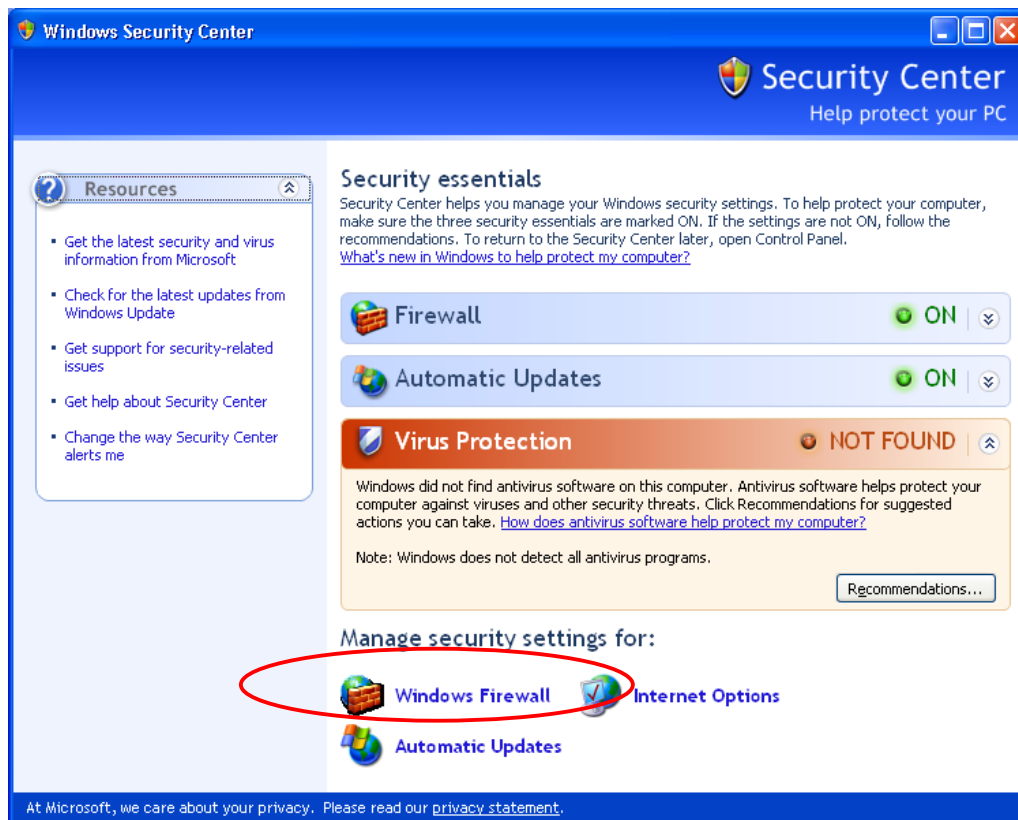 Windows Security Center
Security Center
Help protect your PC
Resources
Get the latest security and virus
information from Microsoft
Check for the latest updates from
Windows Update
Get support for security-related
issues
Get help about Security Center
Change the way Security Center
alerts me
Security essentials
Security Center helps you manage your Windows security settings. To help protect your computer,
make sure the three security essentials are marked ON. If the settings are not ON, follow the
recommendations. To return to the Security Center later, open Control Panel.
What's new in Windows to help protect my computer?
Firewall ON
Automatic Updates ON
Virus Protection NOT FOUND
Windows did not find antivirus software on this computer. Antivirus software helps protect your
computer against viruses and other security threats. Click Recommendations for suggested
actions you can take. How does antivirus software help protect my computer?
Note: Windows does not detect all antivirus programs.
Recommendations...
Manage security settings for:
Windows Firewall Internet Options
Automatic Updates
At Microsoft, we care about your privacy. Please read our privacy statement.